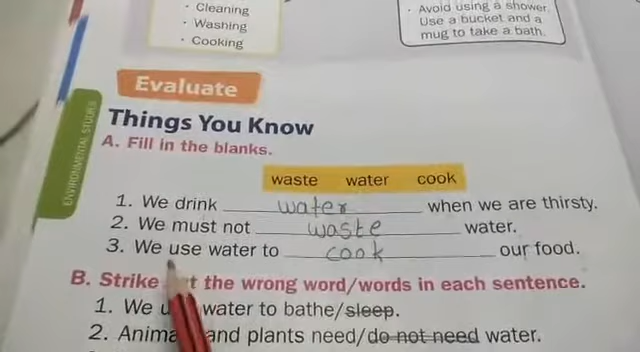 · Cleaning
· Washing
· Cooking
· Avoid using a shower.
Use a bucket and a
mug to take a bath.
Evaluate
ENVIRONMENTAL STUDIES
Things You Know
A. Fill in the blanks.
waste water cook
1. We drink water when we are thirsty.
2. We must not waste water.
3. We use water to cook our food.
B. Strike the wrong word/words in each sentence.
1. We water to bathe/sleep.
2. and plants need/do not need water.